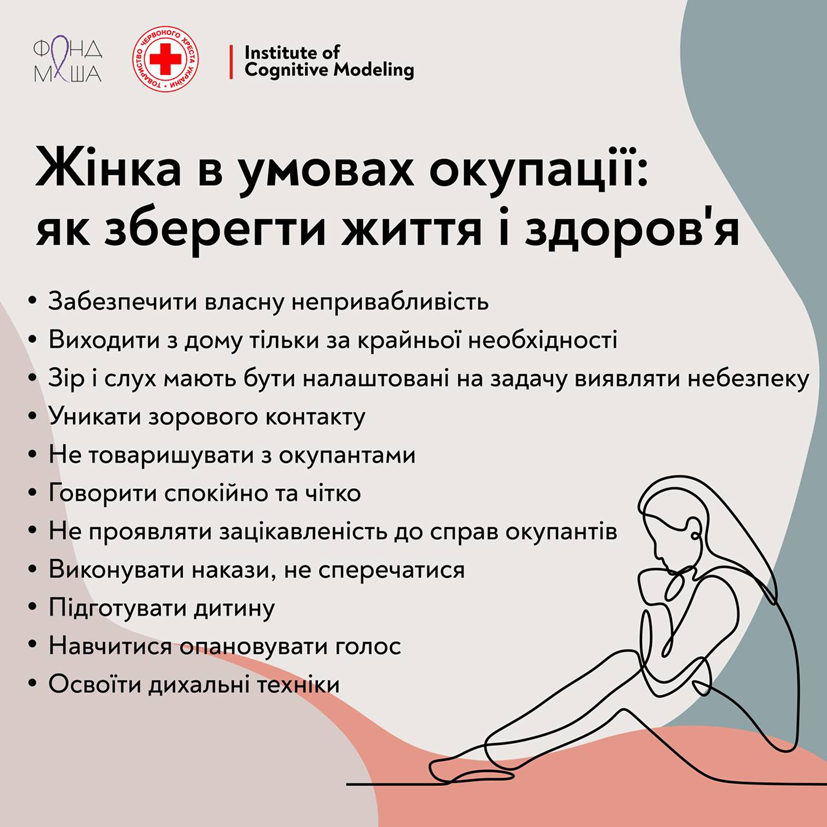 ФОНД
МАША
ТОВАРИСТВО ЧЕРВОНОГО ХРЕСТА УКРАЇНИ
Institute of
Cognitive Modeling
Жінка в умовах окупації:
як зберегти життя і здоров'я
• Забезпечити власну непривабливість
• Виходити з дому тільки за крайньої необхідності
• Зір і слух мають бути налаштовані на задачу виявляти небезпеку
• Уникати зорового контакту
• Не товаришувати з окупантами
• Говорити спокійно та чітко
• Не проявляти зацікавленість до справ окупантів
• Виконувати накази, не сперечатися
• Підготувати дитину
• Навчитися опановувати голос
• Освоїти дихальні техніки